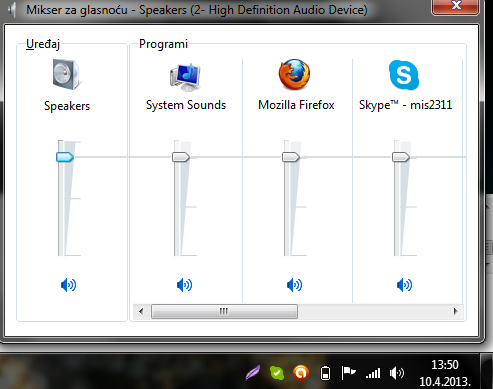 Mikser za glasnoću - Speakers (2- High Definition Audio Device)
Uređaj
Programi
Speakers
System Sounds
Mozilla Firefox
Skype™ - mis2311
13:50
10.4.2013.